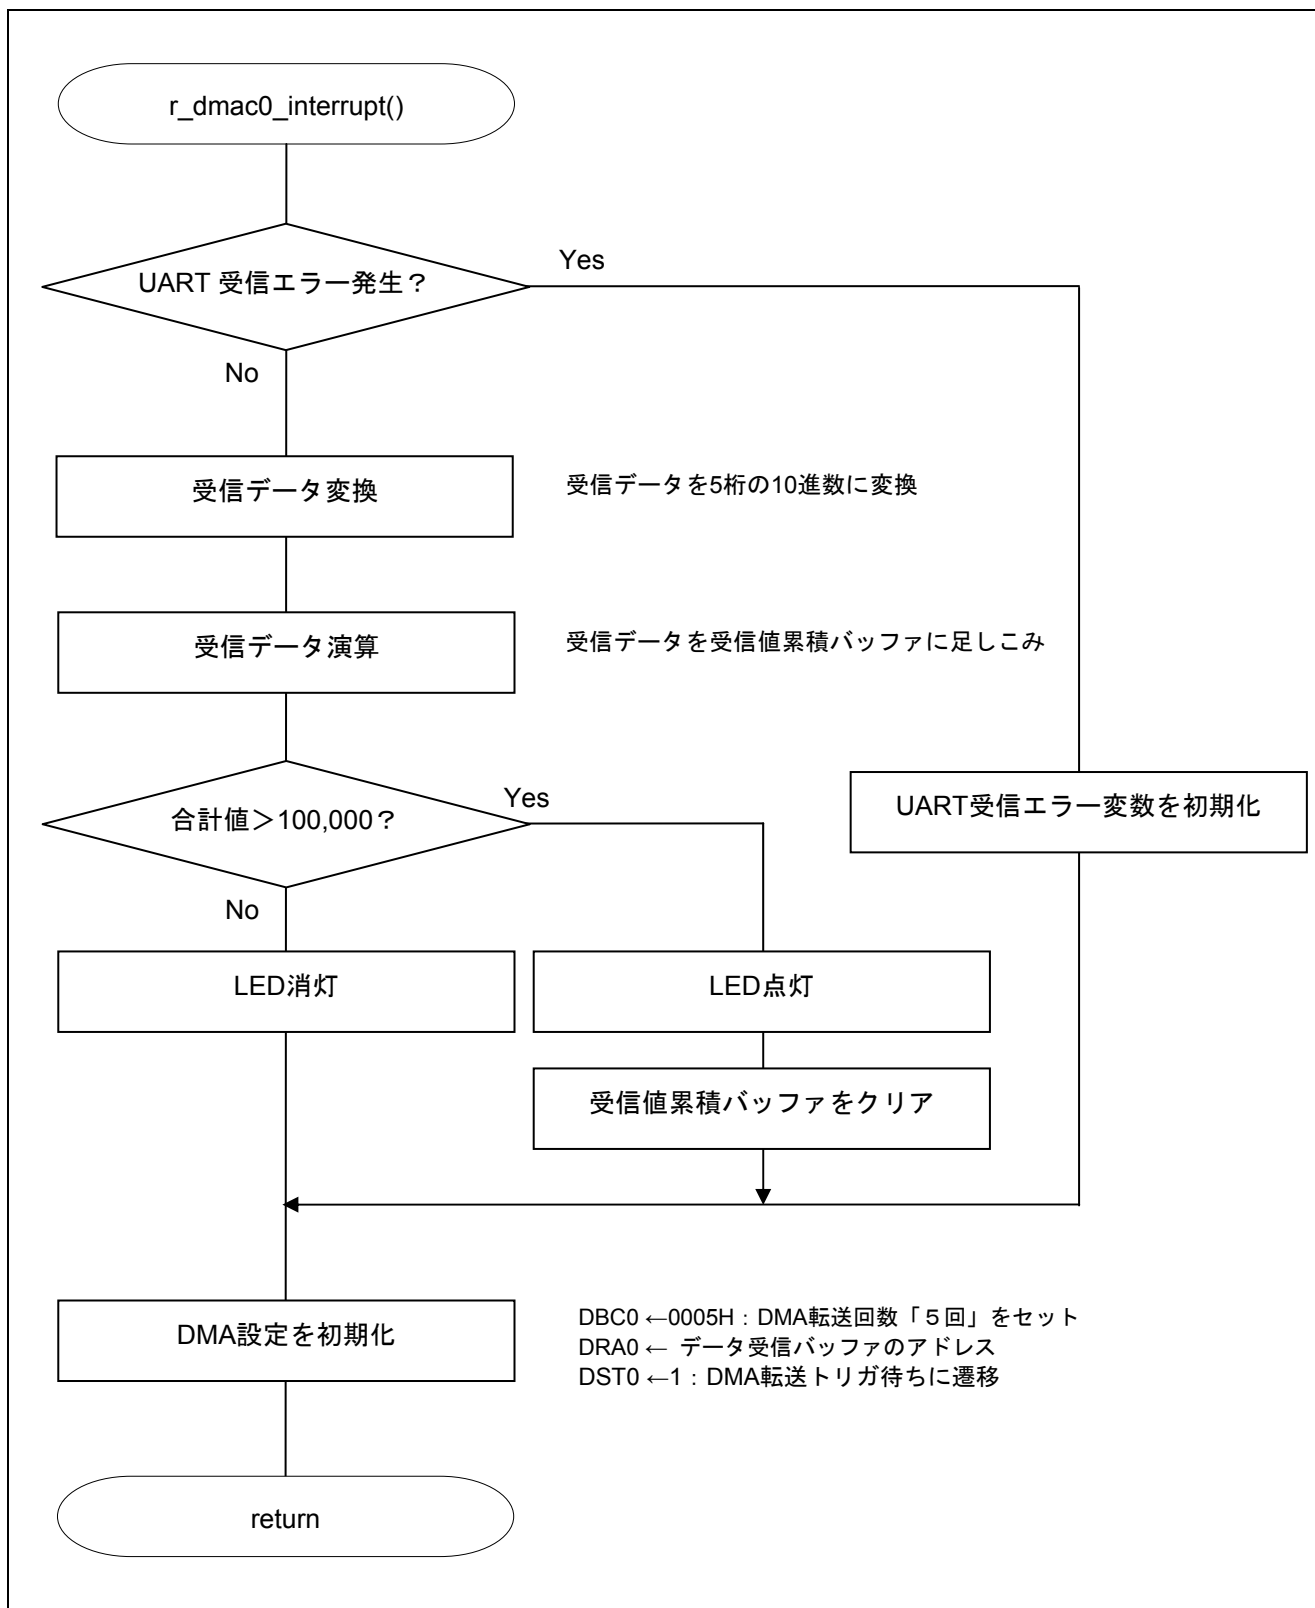 r_dmac0_interrupt()
UART 受信エラー発生？
Yes
No
受信データ変換
受信データを5桁の10進数に変換
受信データ演算
受信データを受信値累積バッファに足しこみ
合計値＞100,000？
Yes
UART受信エラー変数を初期化
No
LED消灯
LED点灯
受信値累積バッファをクリア
DMA設定を初期化
DBC0 ←0005H：DMA転送回数「５回」をセット
DRA0 ← データ受信バッファのアドレス
DST0 ←1：DMA転送トリガ待ちに遷移
return